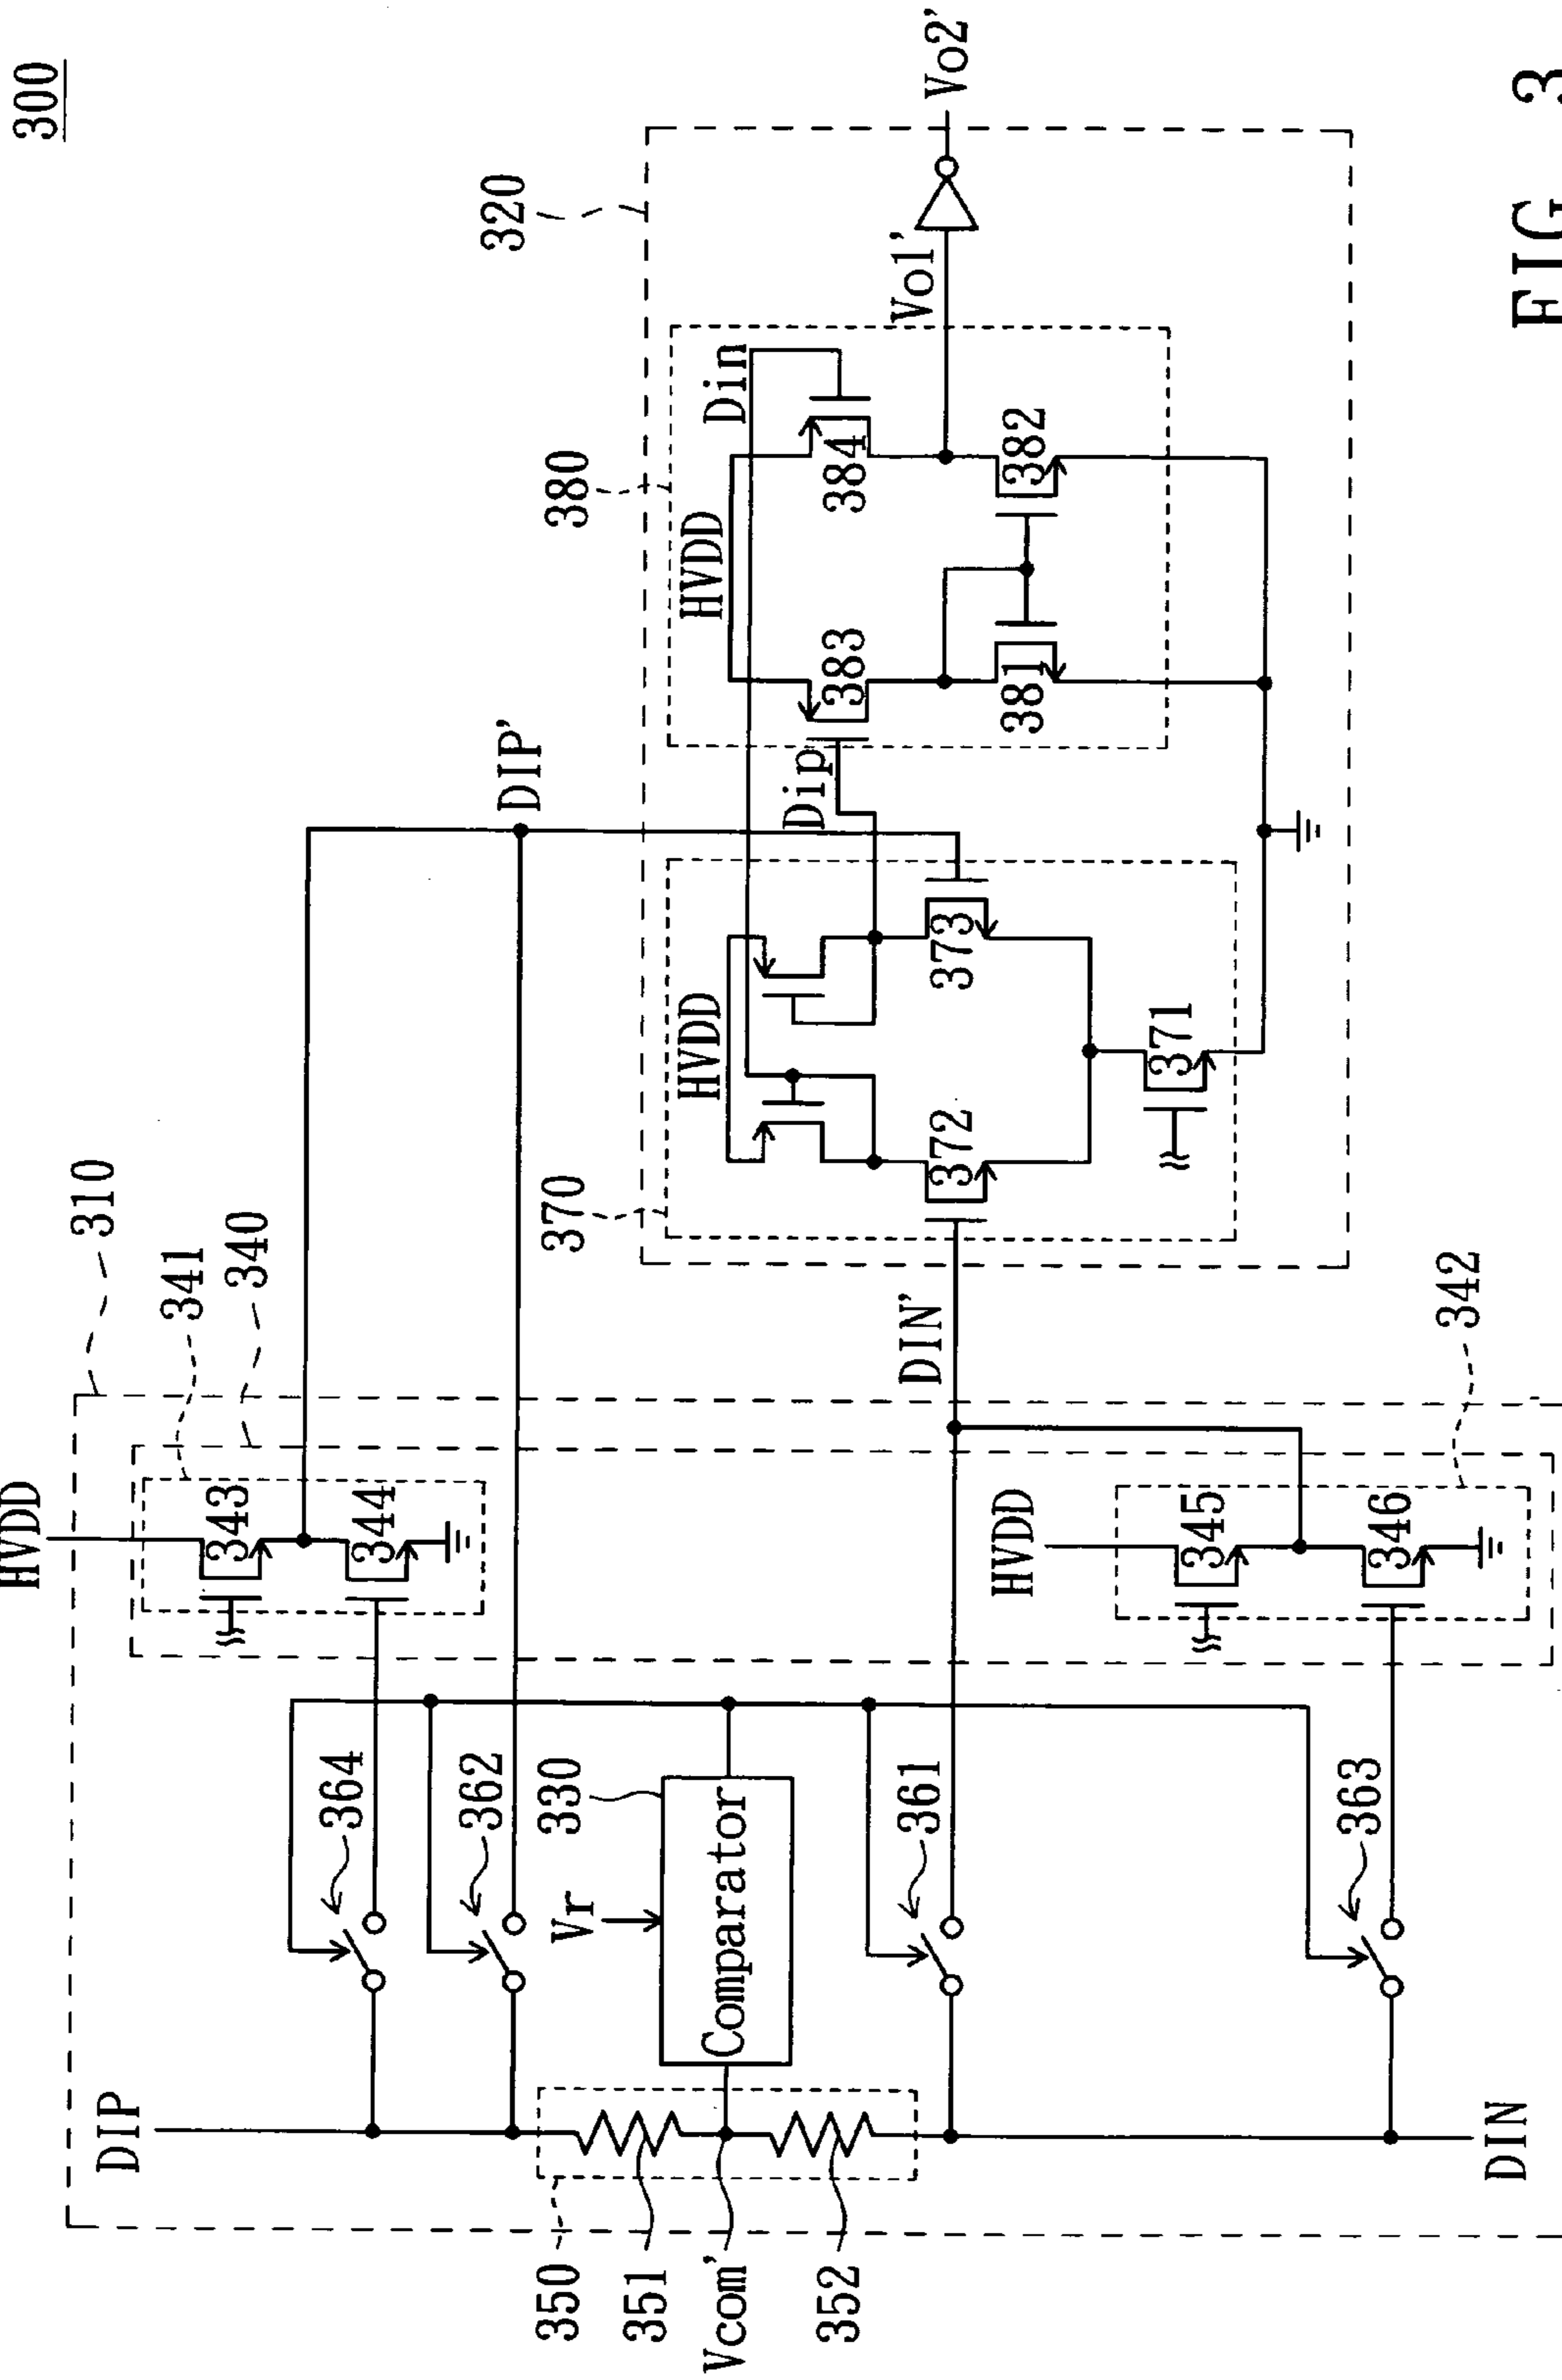 300
HVDD
310
341
340
343
344
DIP
364
362
DIP'
320
380
HVDD
Din
384
383
Dip
381
382
Vo1'
Vo2'
370
HVDD
373
372
371
Vr
330
Comparator
350
351
Vcom'
352
361
DIN'
HVDD
345
346
342
363
DIN
FIG. 3